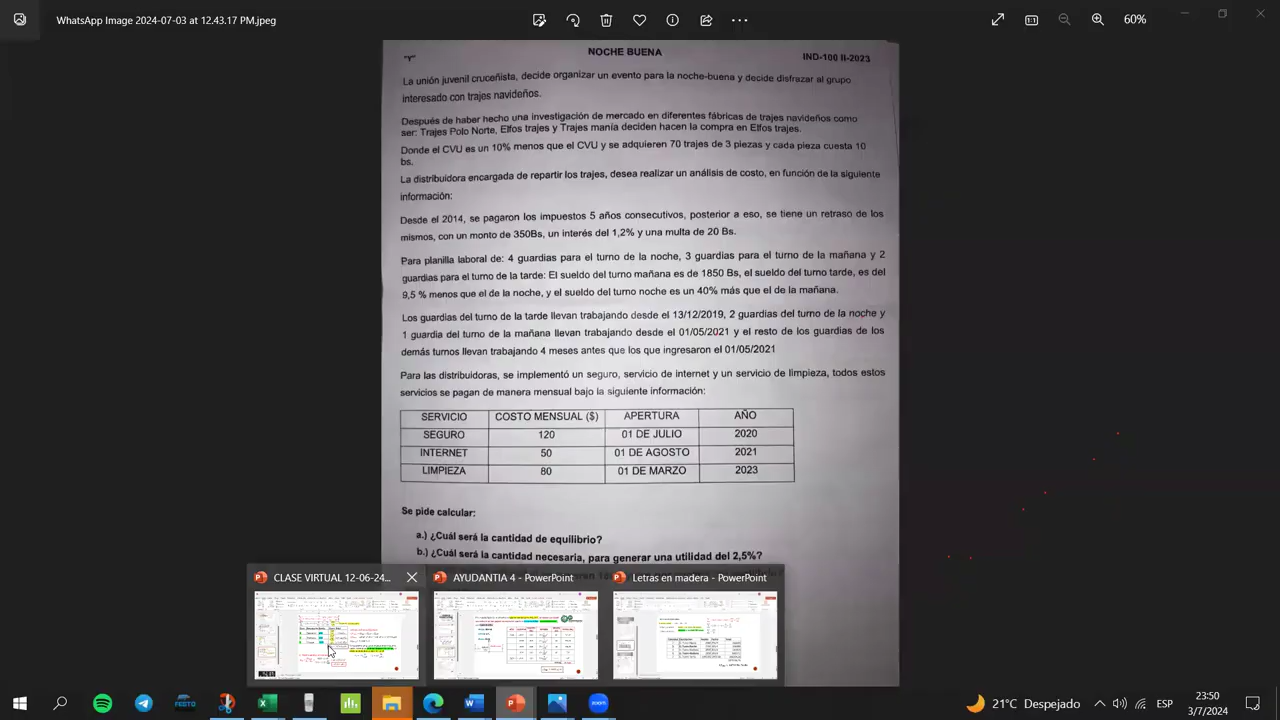 WhatsApp Image 2024-07-03 at 12.43.17 PM.jpeg
60%
NOCHE BUENA
"Y"
IND-100 II-2023
La unión juvenil cruceñista, decide organizar un evento para la noche-buena y decide disfrazar al grupo
interesado con trajes navideños.
Después de haber hecho una investigación de mercado en diferentes fábricas de trajes navideños como
ser: Trajes Polo Norte, Elfos trajes y Trajes manía deciden hacen la compra en Elfos trajes.
Donde el CVU es un 10% menos que el CVU y se adquieren 70 trajes de 3 piezas y cada pieza cuesta 10
bs.
La distribuidora encargada de repartir los trajes, desea realizar un análisis de costo, en función de la siguiente
información:
Desde el 2014, se pagaron los impuestos 5 años consecutivos, posterior a eso, se tiene un retraso de los
mismos, con un monto de 350Bs, un interés del 1,2% y una multa de 20 Bs.
Para planilla laboral de: 4 guardias para el turno de la noche, 3 guardias para el turno de la mañana y 2
guardias para el turno de la tarde: El sueldo del turno mañana es de 1850 Bs, el sueldo del turno tarde, es del
9,5 % menos que el de la noche, y el sueldo del turno noche es un 40% más que el de la mañana.
Los guardias del turno de la tarde llevan trabajando desde el 13/12/2019, 2 guardias del turno de la noche y
1 guardia del turno de la mañana llevan trabajando desde el 01/05/2021 y el resto de los guardias de los
demás turnos llevan trabajando 4 meses antes que los que ingresaron el 01/05/2021
Para las distribuidoras, se implementó un seguro, servicio de internet y un servicio de limpieza, todos estos
servicios se pagan de manera mensual bajo la siguiente información:
SERVICIO COSTO MENSUAL ($) APERTURA AÑO
SEGURO 120 01 DE JULIO 2020
INTERNET 50 01 DE AGOSTO 2021
LIMPIEZA 80 01 DE MARZO 2023
Se pide calcular:
a.) ¿Cuál será la cantidad de equilibrio?
b.) ¿Cuál será la cantidad necesaria, para generar una utilidad del 2,5%?
CLASE VIRTUAL 12-06-24... AYUDANTIA 4 - PowerPoint Letras en madera - PowerPoint
21°C Despejado ESP 23:50
3/7/2024